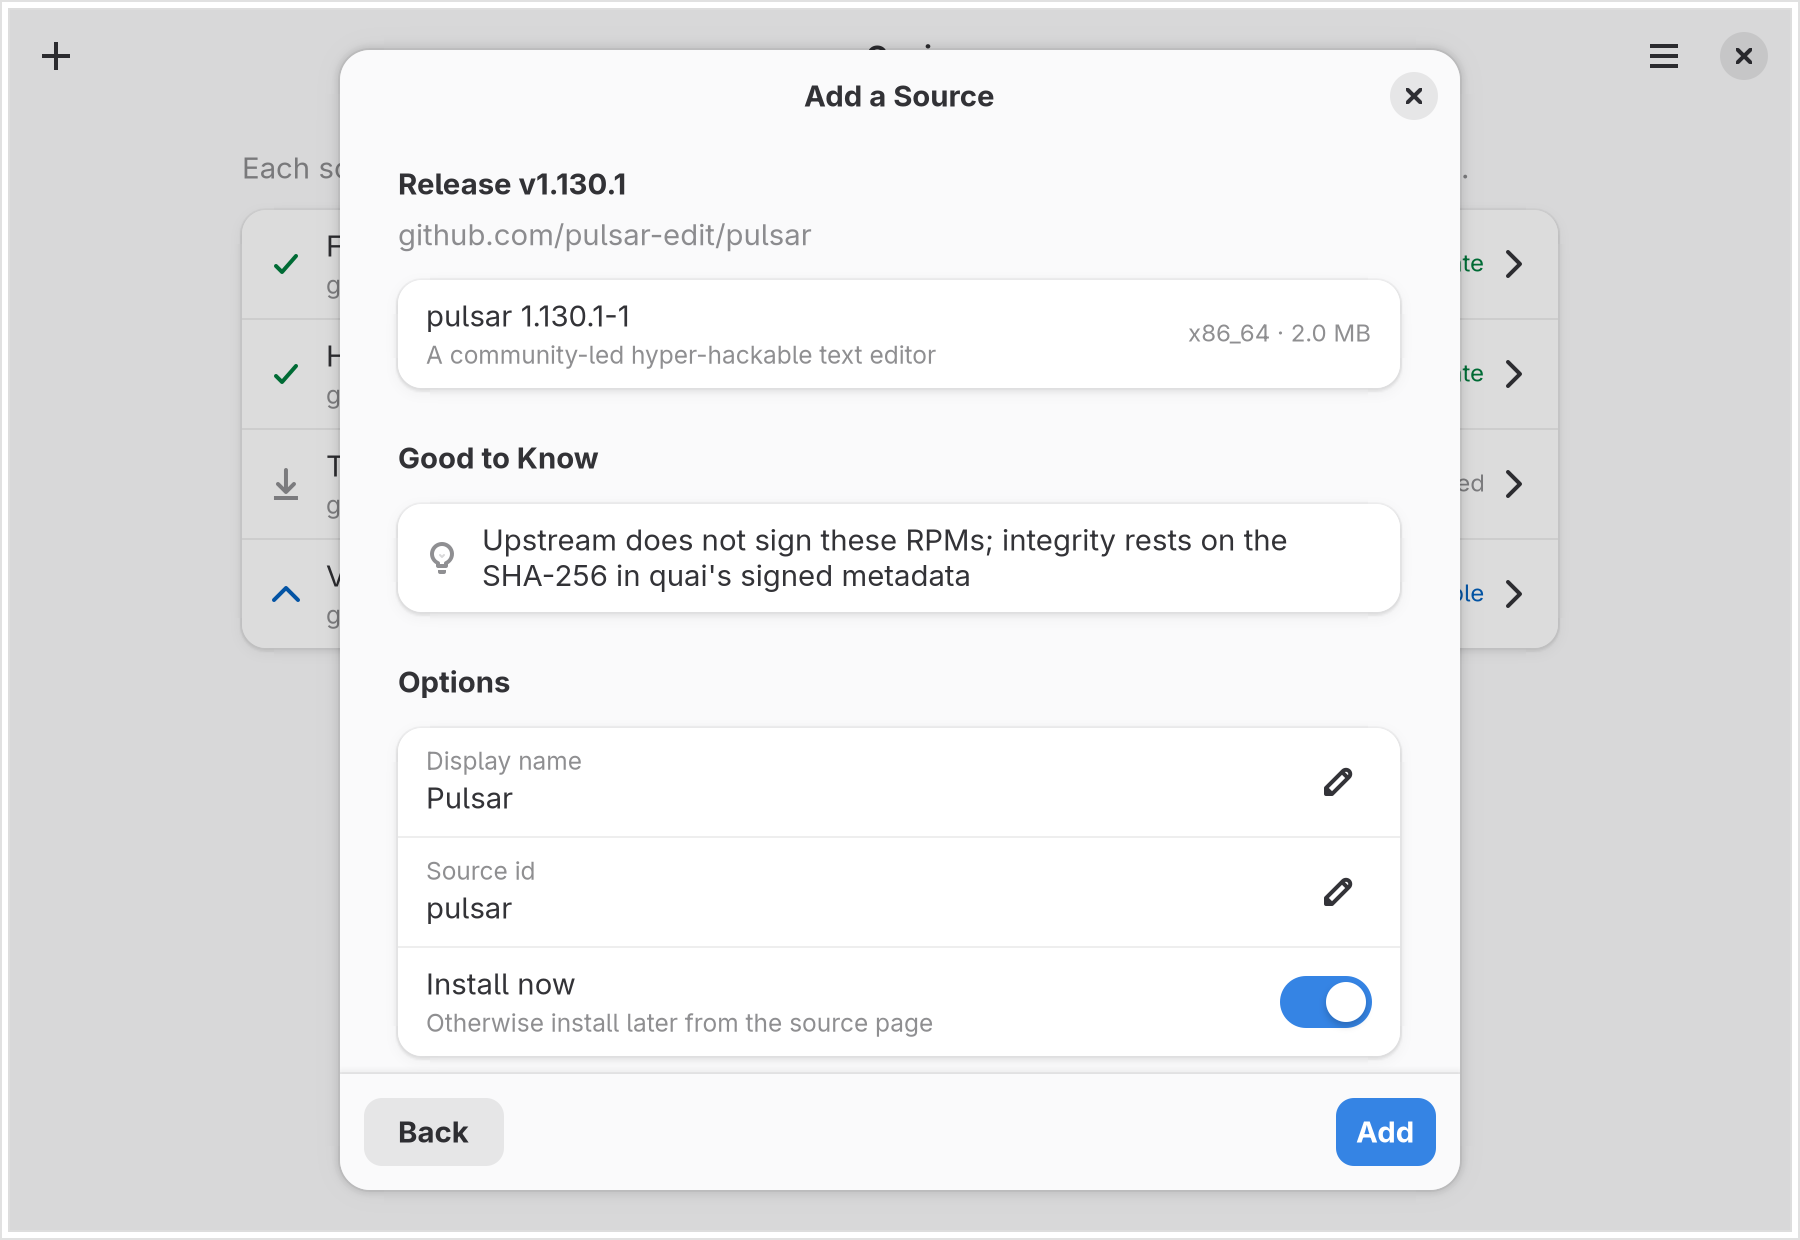 Add a Source
Each
Release v1.130.1
github.com/pulsar-edit/pulsar
pulsar 1.130.1-1
A community-led hyper-hackable text editor
x86_64 · 2.0 MB
Good to Know
Upstream does not sign these RPMs; integrity rests on the
SHA-256 in quai's signed metadata
Options
Display name
Pulsar
Source id
pulsar
Install now
Otherwise install later from the source page
Back
Add